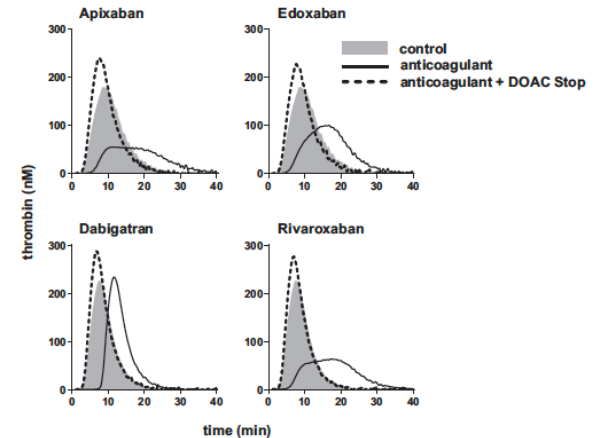 Apixaban
300
200
100
0
0 10 20 30 40
Edoxaban
300
200
100
0
0 10 20 30 40
control
anticoagulant
anticoagulant + DOAC Stop
thrombin (nM)
Dabigatran
300
200
100
0
0 10 20 30 40
Rivaroxaban
300
200
100
0
0 10 20 30 40
time (min)